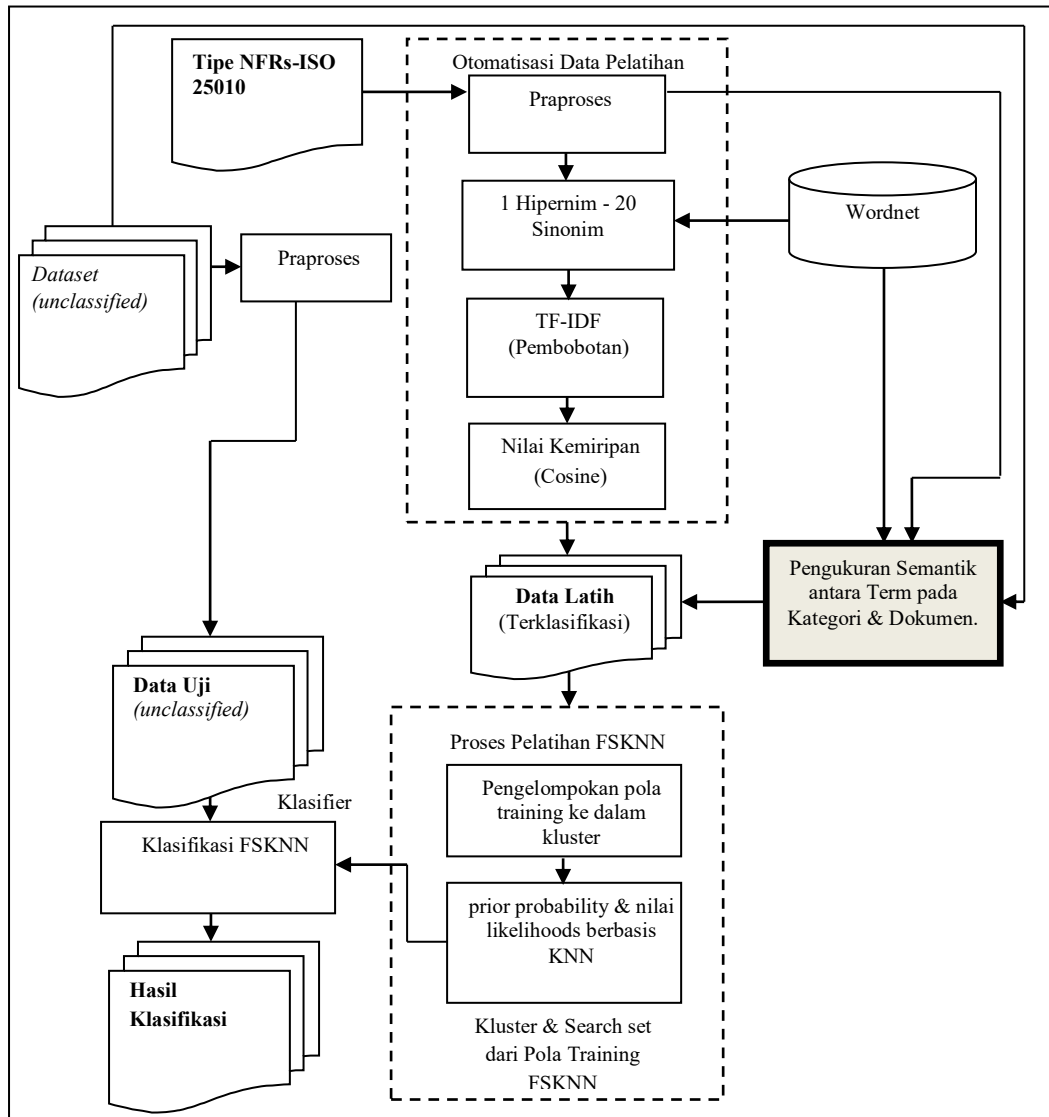 Tipe NFRs-ISO
25010
Otomatisasi Data Pelatihan
Praproses
1 Hipernim - 20
Sinonim
Wordnet
Dataset
(unclassified)
Praproses
TF-IDF
(Pembobotan)
Nilai Kemiripan
(Cosine)
Pengukuran Semantik
antara Term pada
Kategori & Dokumen.
Data Latih
(Terklasifikasi)
Data Uji
(unclassified)
Proses Pelatihan FSKNN
Pengelompokan pola
training ke dalam
kluster
Klasifier
Klasifikasi FSKNN
prior probability & nilai
likelihoods berbasis
KNN
Hasil
Klasifikasi
Kluster & Search set
dari Pola Training
FSKNN